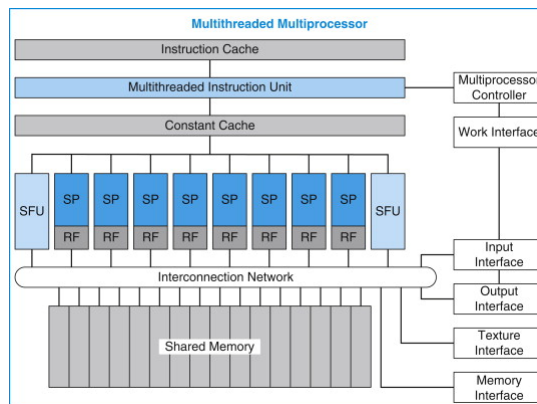 Multithreaded Multiprocessor
Instruction Cache
Multithreaded Instruction Unit
Multiprocessor
Controller
Constant Cache
Work Interface
SFU
SP
SP
SP
SP
SP
SP
SP
SP
SFU
RF
RF
RF
RF
RF
RF
RF
RF
Interconnection Network
Input
Interface
Output
Interface
Shared Memory
Texture
Interface
Memory
Interface